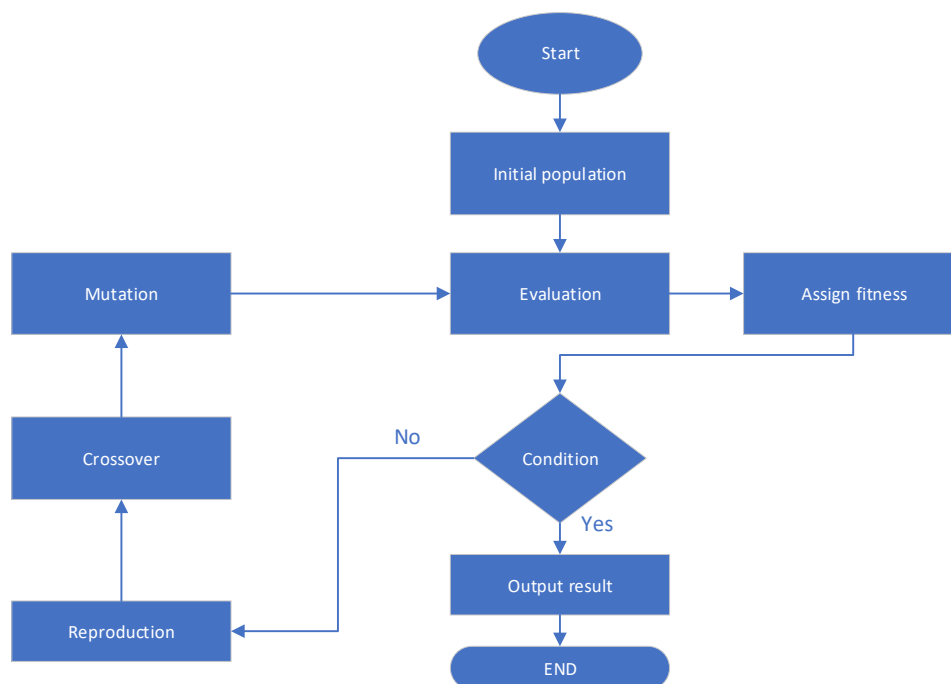 Start
Initial population
Mutation
Evaluation
Assign fitness
No
Crossover
Condition
Yes
Output result
Reproduction
END